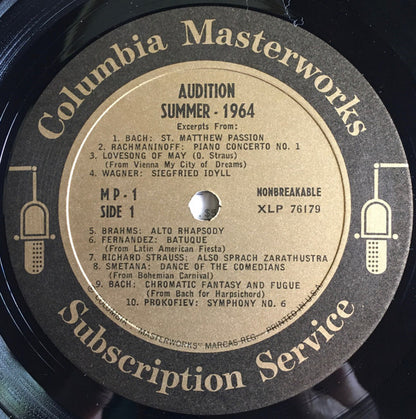 Columbia Masterworks
AUDITION
SUMMER - 1964
Excerpts From:
1. BACH: ST. MATTHEW PASSION
2. RACHMANINOFF: PIANO CONCERTO NO. 1
3. LOVESONG OF MAY (O. Straus)
(From Vienna My City of Dreams)
4. WAGNER: SIEGFRIED IDYLL
MP-1
NONBREAKABLE
SIDE 1
XLP 76179
5. BRAHMS: ALTO RHAPSODY
6. FERNANDEZ: BATUQUE
(From Latin American Fiesta)
7. RICHARD STRAUSS: ALSO SPRACH ZARATHUSTRA
8. SMETANA: DANCE OF THE COMEDIANS
(From Bohemian Carnival)
9. BACH: CHROMATIC FANTASY AND FUGUE
(From Bach for Harpsichord)
10. PROKOFIEV: SYMPHONY NO. 6
"COLUMBIA" "MASTERWORKS" MARCAS REG. - PRINTED IN U.S.A.
Subscription Service